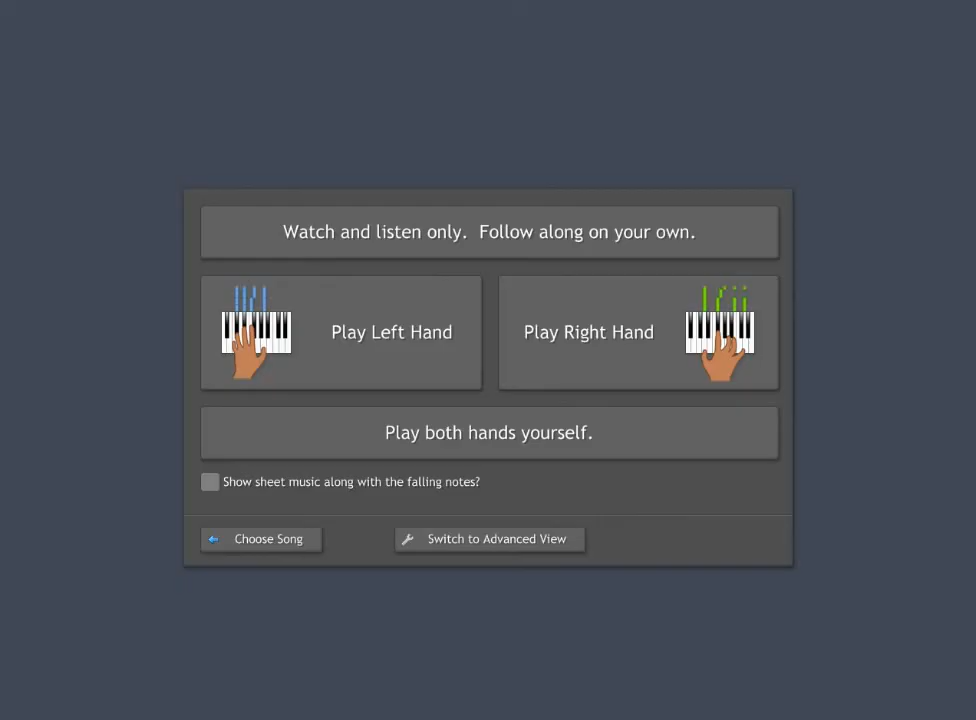 Watch and listen only. Follow along on your own.
Play Left Hand
Play Right Hand
Play both hands yourself.
Show sheet music along with the falling notes?
Choose Song
Switch to Advanced View